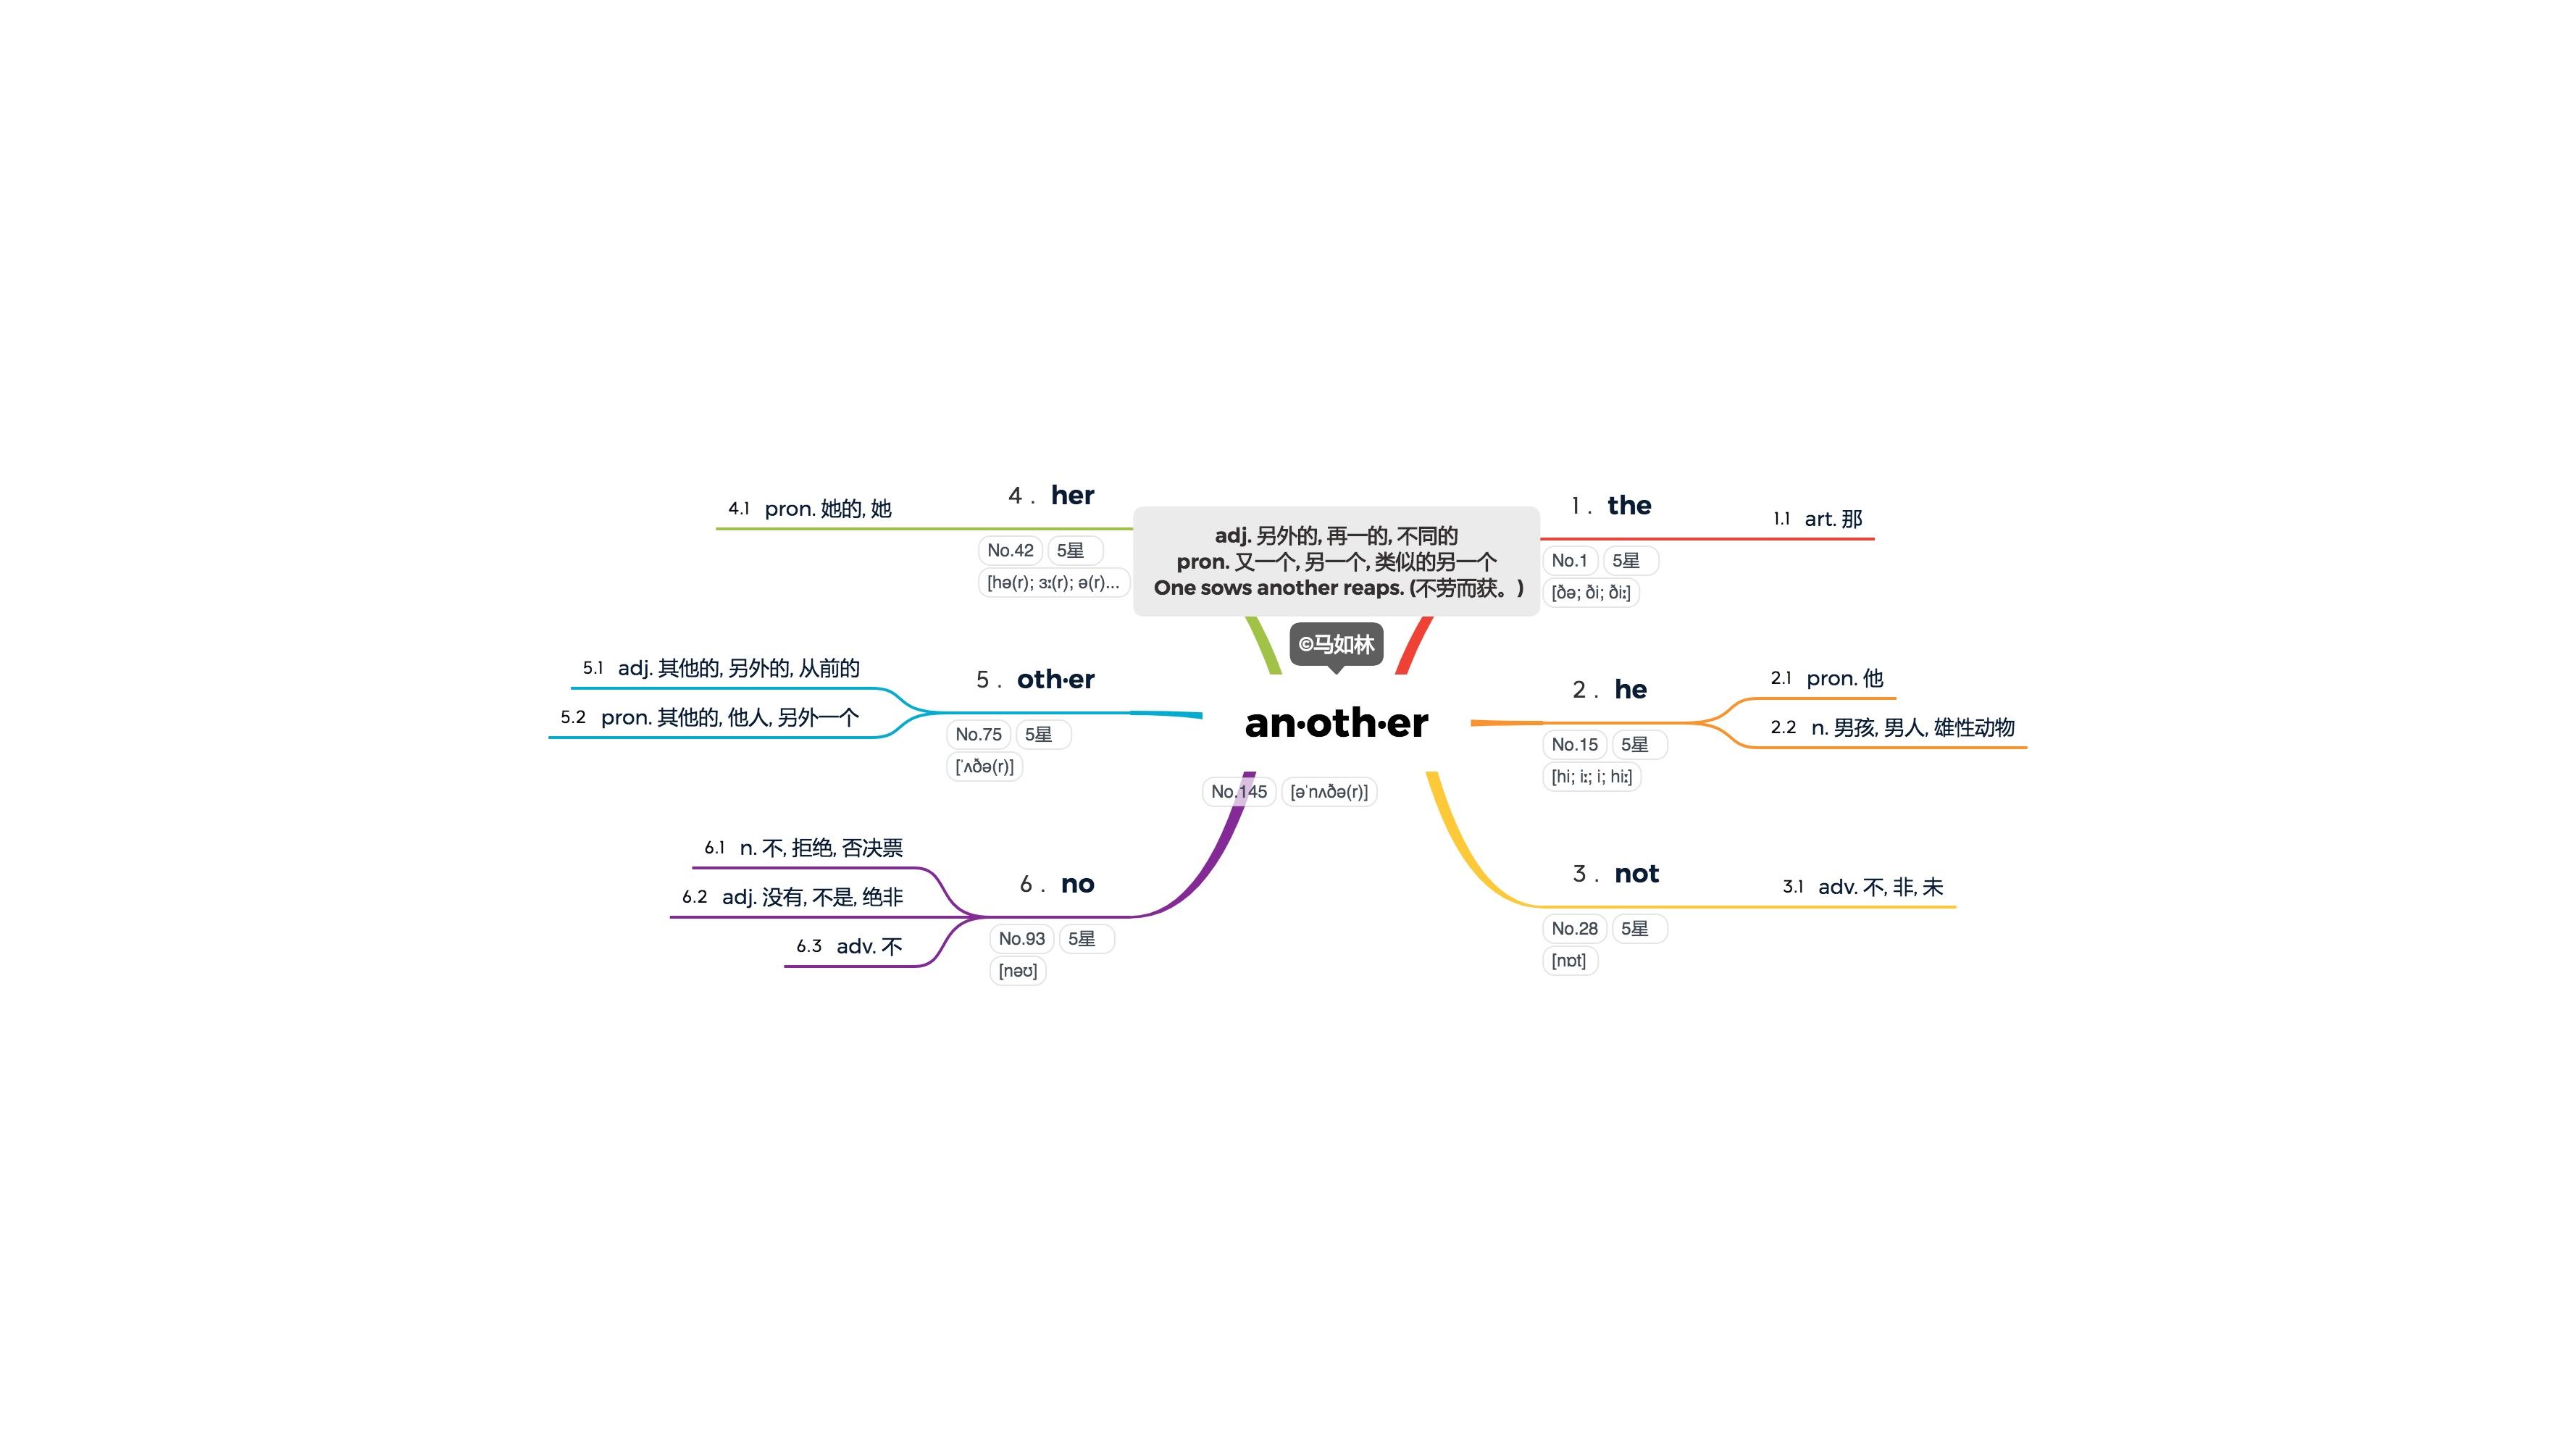 adj. 另外的, 再一的, 不同的
pron. 又一个, 另一个, 类似的另一个
One sows another reaps. (不劳而获。)
©马如林
an·oth·er
No.145 [əˈnʌðə(r)]
1 . the
No.1 5星
[ðə; ði; ðiː]
1.1 art. 那
2 . he
No.15 5星
[hi; iː; i; hiː]
2.1 pron. 他
2.2 n. 男孩, 男人, 雄性动物
3 . not
No.28 5星
[nɒt]
3.1 adv. 不, 非, 未
4 . her
No.42 5星
[hə(r); ɜː(r); ə(r)...
4.1 pron. 她的, 她
5 . oth·er
No.75 5星
[ˈʌðə(r)]
5.1 adj. 其他的, 另外的, 从前的
5.2 pron. 其他的, 他人, 另外一个
6 . no
No.93 5星
[nəʊ]
6.1 n. 不, 拒绝, 否决票
6.2 adj. 没有, 不是, 绝非
6.3 adv. 不